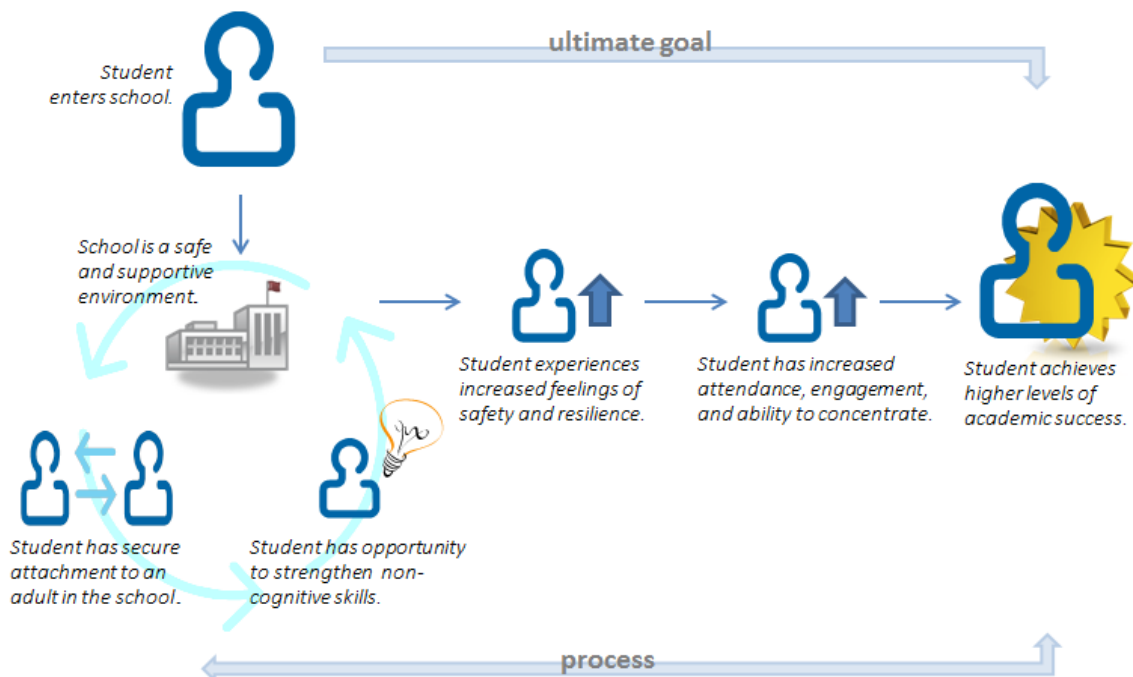 ultimate goal
Student
enters school.
School is a safe
and supportive
environment.
Student experiences
increased feelings of
safety and resilience.
Student has increased
attendance, engagement,
and ability to concentrate.
Student achieves
higher levels of
academic success.
Student has secure
attachment to an
adult in the school.
Student has opportunity
to strengthen non-
cognitive skills.
process